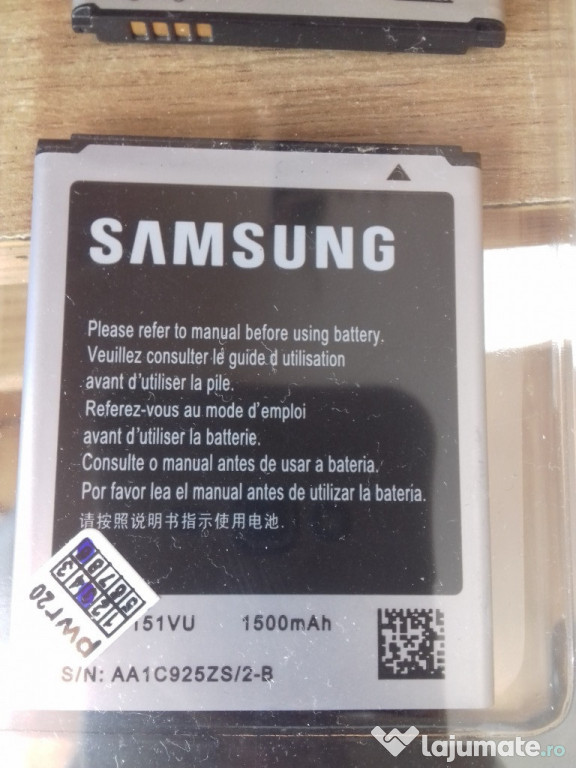 SAMSUNG
Please refer to manual before using battery.
Veuillez consulter le guide d utilisation
avant d'utiliser la pile.
Referez-vous au mode d'emploi
avant d'utiliser la batterie.
Consulte o manual antes de usar a bateria.
Por favor lea el manual antes de utilizar la bateria.
请按照说明书指示使用电池.
151VU 1500mAh
S/N: AA1C925ZS/2-B
pwr20
lajumate.ro